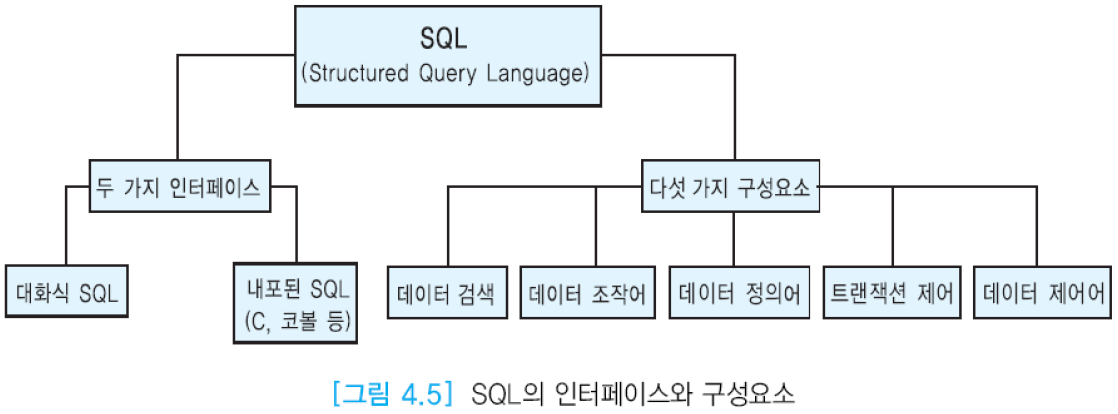 SQL
(Structured Query Language)
두 가지 인터페이스
다섯 가지 구성요소
대화식 SQL
내포된 SQL
(C, 코볼 등)
데이터 검색
데이터 조작어
데이터 정의어
트랜잭션 제어
데이터 제어어
[그림 4.5] SQL의 인터페이스와 구성요소